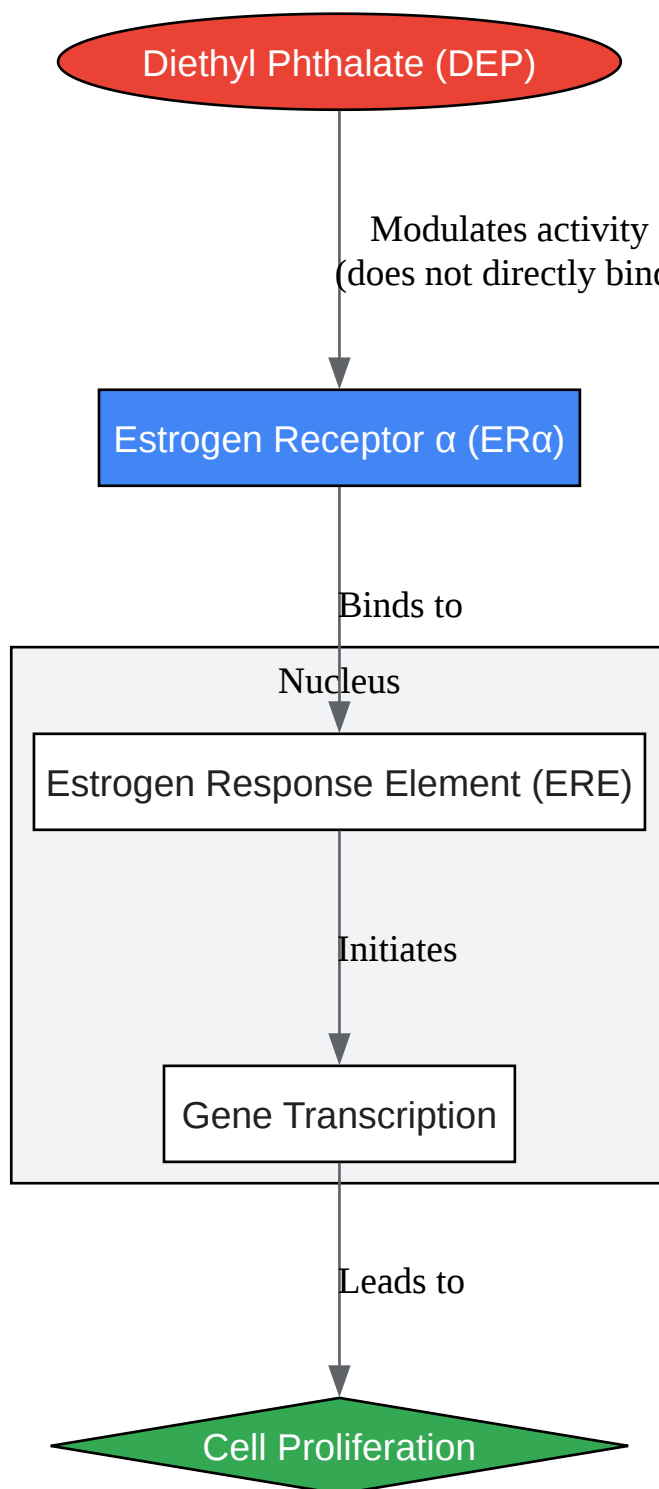 Diethyl Phthalate (DEP)
Modulates activity
(does not directly bind
Estrogen Receptor α (ERα)
Binds to
Nucleus
Estrogen Response Element (ERE)
Initiates
Gene Transcription
Leads to
Cell Proliferation